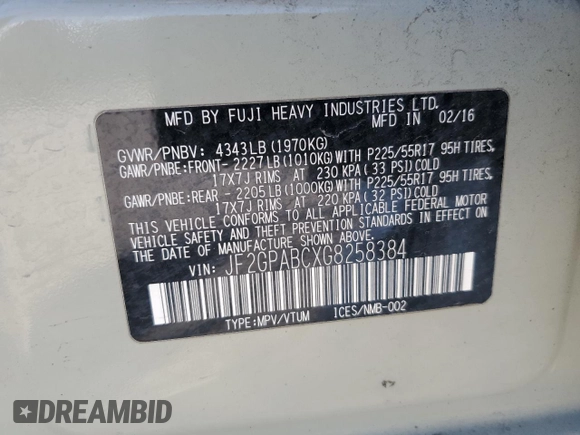 MFD BY FUJI HEAVY INDUSTRIES LTD.
MFD IN 02/16
GVWR/PNBV: 4343LB(1970KG)
GAWR/PNBE:FRONT-2227LB(1010KG)WITH P225/55R17 95H TIRES,
17X7J RIMS AT 230 KPA (33 PSI)COLD
GAWR/PNBE:REAR -2205LB(1000KG)WITH P225/55R17 95H TIRES,
17X7J RIMS AT 220 KPA (32 PSI)COLD
THIS VEHICLE CONFORMS TO ALL APPLICABLE FEDERAL MOTOR
VEHICLE SAFETY AND THEFT PREVENTION STANDARDS IN EFFECT ON
THE DATE OF MANUFACTURE SHOWN ABOVE.
VIN: JF2GPABCXG8258384
TYPE:MPV/VTUM ICES/NMB-002
DREAMBID